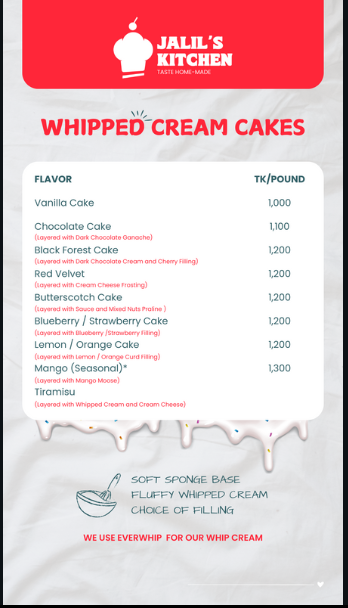 JALIL'S
KITCHEN
TASTE HOME-MADE
WHIPPED CREAM CAKES
FLAVOR TK/POUND
Vanilla Cake 1,000
Chocolate Cake 1,100
(Layered with Dark Chocolate Ganache)
Black Forest Cake 1,200
(Layered with Dark Chocolate Cream and Cherry Filling)
Red Velvet 1,200
(Layered with Cream Cheese Frosting)
Butterscotch Cake 1,200
(Layered with Sauce and Mixed Nuts Praline )
Blueberry / Strawberry Cake 1,200
(Layered with Blueberry /Strawberry Filling)
Lemon / Orange Cake 1,200
(Layered with Lemon / Orange Curd Filling)
Mango (Seasonal)* 1,300
(Layered with Mango Moose)
Tiramisu
(Layered with Whipped Cream and Cream Cheese)
SOFT SPONGE BASE
FLUFFY WHIPPED CREAM
CHOICE OF FILLING
WE USE EVERWHIP FOR OUR WHIP CREAM